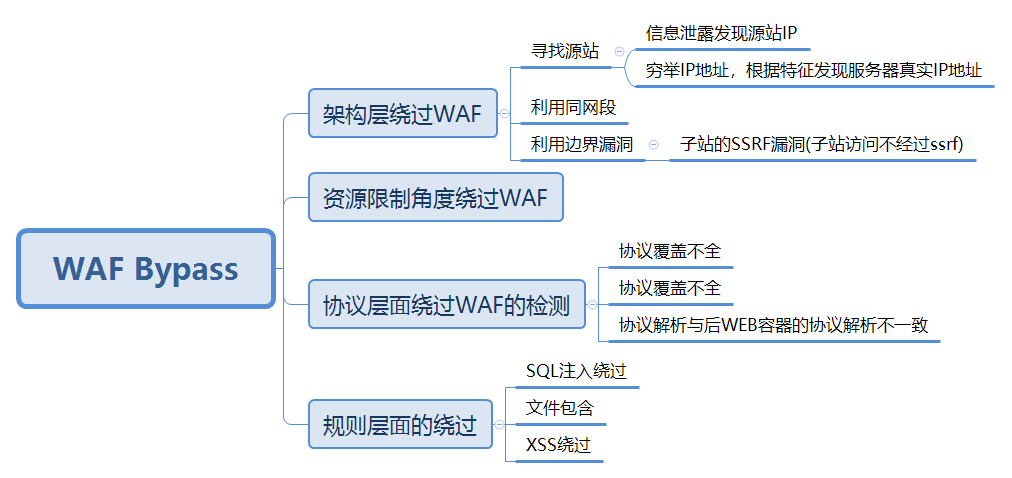 WAF Bypass
架构层绕过WAF
寻找源站
信息泄露发现源站IP
穷举IP地址，根据特征发现服务器真实IP地址
利用同网段
利用边界漏洞
子站的SSRF漏洞(子站访问不经过ssrf)
资源限制角度绕过WAF
协议层面绕过WAF的检测
协议覆盖不全
协议覆盖不全
协议解析与后WEB容器的协议解析不一致
规则层面的绕过
SQL注入绕过
文件包含
XSS绕过